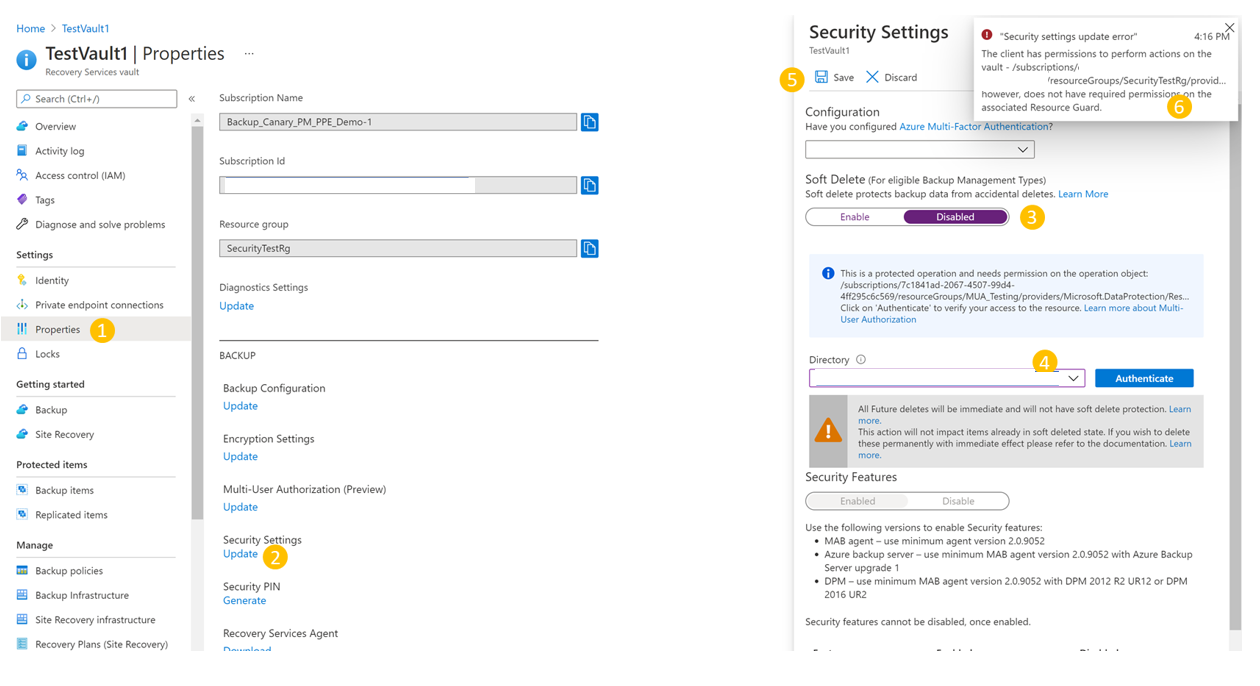 Home > TestVault1
TestVault1 | Properties ...
Recovery Services vault
Search (Ctrl+/)
«
Overview
Activity log
Access control (IAM)
Tags
Diagnose and solve problems
Settings
Identity
Private endpoint connections
Properties 1
Locks
Getting started
Backup
Site Recovery
Protected items
Backup items
Replicated items
Manage
Backup policies
Backup Infrastructure
Site Recovery infrastructure
Recovery Plans (Site Recovery)
Subscription Name
Backup_Canary_PM_PPE_Demo-1
Subscription Id
Resource group
SecurityTestRg
Diagnostics Settings
Update
BACKUP
Backup Configuration
Update
Encryption Settings
Update
Multi-User Authorization (Preview)
Update
Security Settings
Update 2
Security PIN
Generate
Recovery Services Agent
Download
Security Settings
TestVault1
5 Save Discard
"Security settings update error" 4:16 PM
The client has permissions to perform actions on the
vault - /subscriptions/
/resourceGroups/SecurityTestRg/provid...
however, does not have required permissions on the
associated Resource Guard. 6
Configuration
Have you configured Azure Multi-Factor Authentication?
Soft Delete (For eligible Backup Management Types)
Soft delete protects backup data from accidental deletes. Learn More
Enable Disabled 3
This is a protected operation and needs permission on the operation object:
/subscriptions/7c1841ad-2067-4507-99d4-
4ff295c6c569/resourceGroups/MUA_Testing/providers/Microsoft.DataProtection/Res...
Click on 'Authenticate' to verify your access to the resource. Learn more about Multi-
User Authorization
Directory 4
Authenticate
All Future deletes will be immediate and will not have soft delete protection. Learn
more.
This action will not impact items already in soft deleted state. If you wish to delete
these permanently with immediate effect please refer to the documentation. Learn
more.
Security Features
Enabled Disable
Use the following versions to enable Security features:
• MAB agent – use minimum agent version 2.0.9052
• Azure backup server – use minimum MAB agent version 2.0.9052 with Azure Backup
Server upgrade 1
• DPM – use minimum MAB agent version 2.0.9052 with DPM 2012 R2 UR12 or DPM
2016 UR2
Security features cannot be disabled, once enabled.